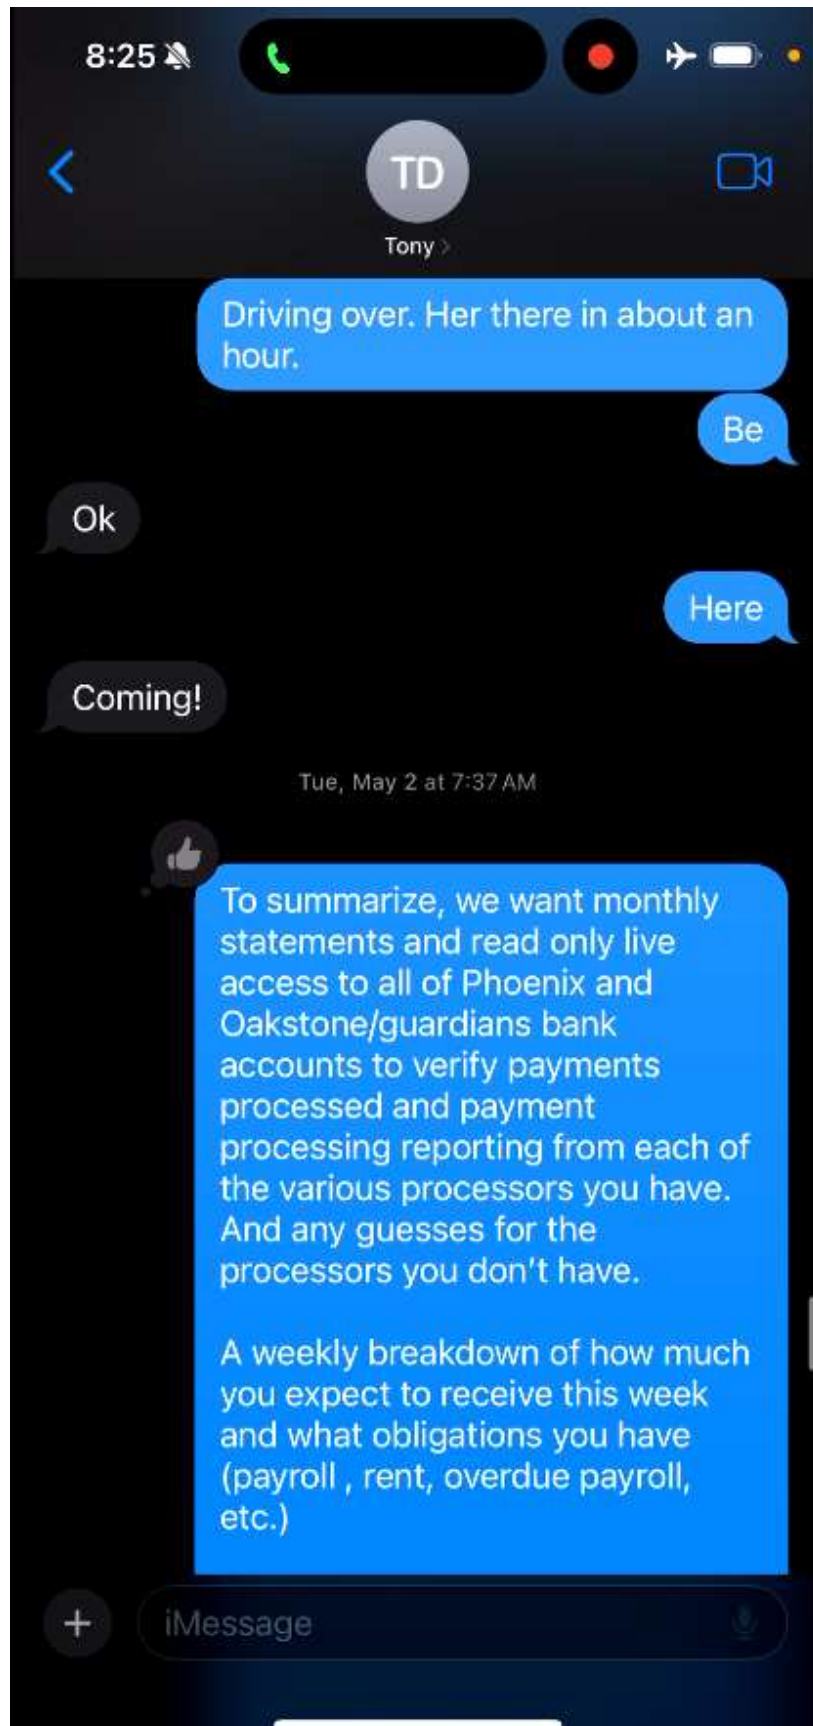 8:25
TD
Tony
Driving over. Her there in about an
hour.
Be
Ok
Here
Coming!
Tue, May 2 at 7:37 AM
To summarize, we want monthly
statements and read only live
access to all of Phoenix and
Oakstone/guardians bank
accounts to verify payments
processed and payment
processing reporting from each of
the various processors you have.
And any guesses for the
processors you don't have.
A weekly breakdown of how much
you expect to receive this week
and what obligations you have
(payroll , rent, overdue payroll,
etc.)
iMessage